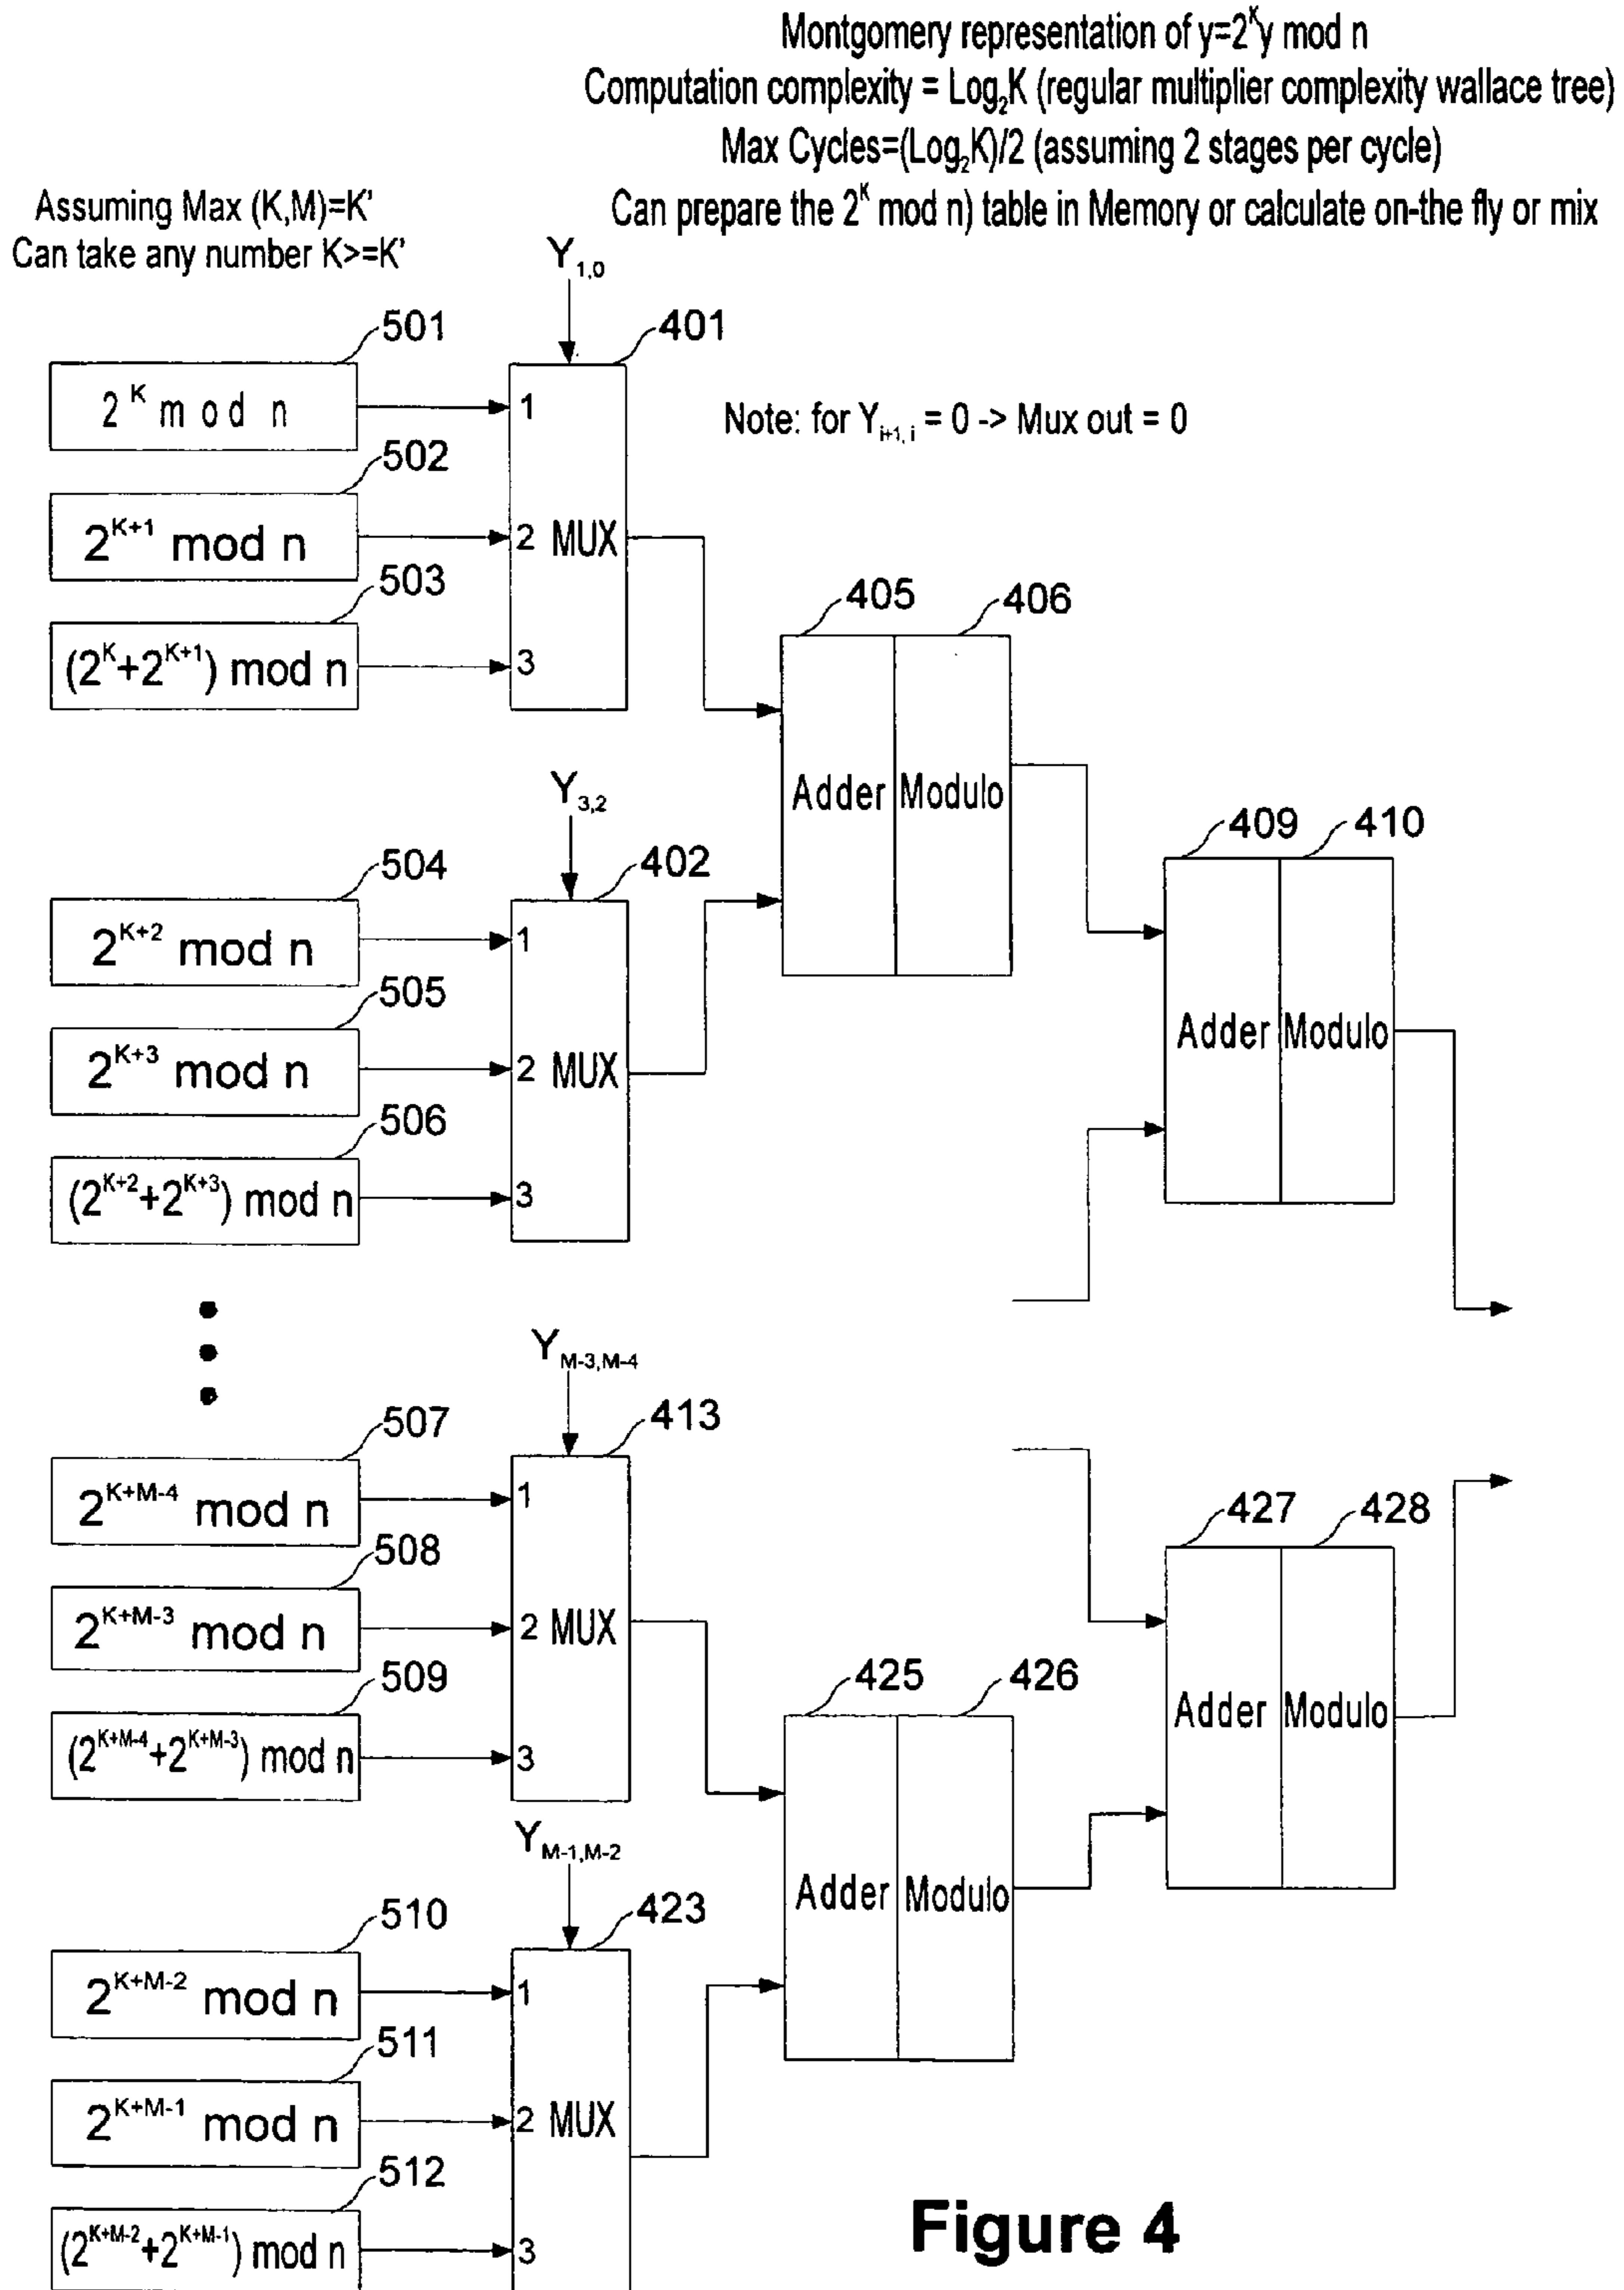 Montgomery representation of y=2^K y mod n
Computation complexity = Log₂K (regular multiplier complexity wallace tree)
Max Cycles=(Log₂K)/2 (assuming 2 stages per cycle)
Can prepare the 2^K mod n) table in Memory or calculate on-the fly or mix
Assuming Max (K,M)=K'
Can take any number K>=K'
Y1,0
501
401
2^K mod n
1
Note: for Yi+1, i = 0 -> Mux out = 0
502
2^K+1 mod n
2 MUX
503
(2^K+2^K+1) mod n
3
405
406
Adder
Modulo
Y3,2
504
402
2^K+2 mod n
1
505
2^K+3 mod n
2 MUX
506
(2^K+2+2^K+3) mod n
3
409
410
Adder
Modulo
YM-3,M-4
507
413
2^K+M-4 mod n
1
508
2^K+M-3 mod n
2 MUX
509
(2^K+M-4+2^K+M-3) mod n
3
427
428
Adder
Modulo
425
426
Adder
Modulo
YM-1,M-2
510
423
2^K+M-2 mod n
1
511
2^K+M-1 mod n
2 MUX
512
(2^K+M-2+2^K+M-1) mod n
3
Figure 4